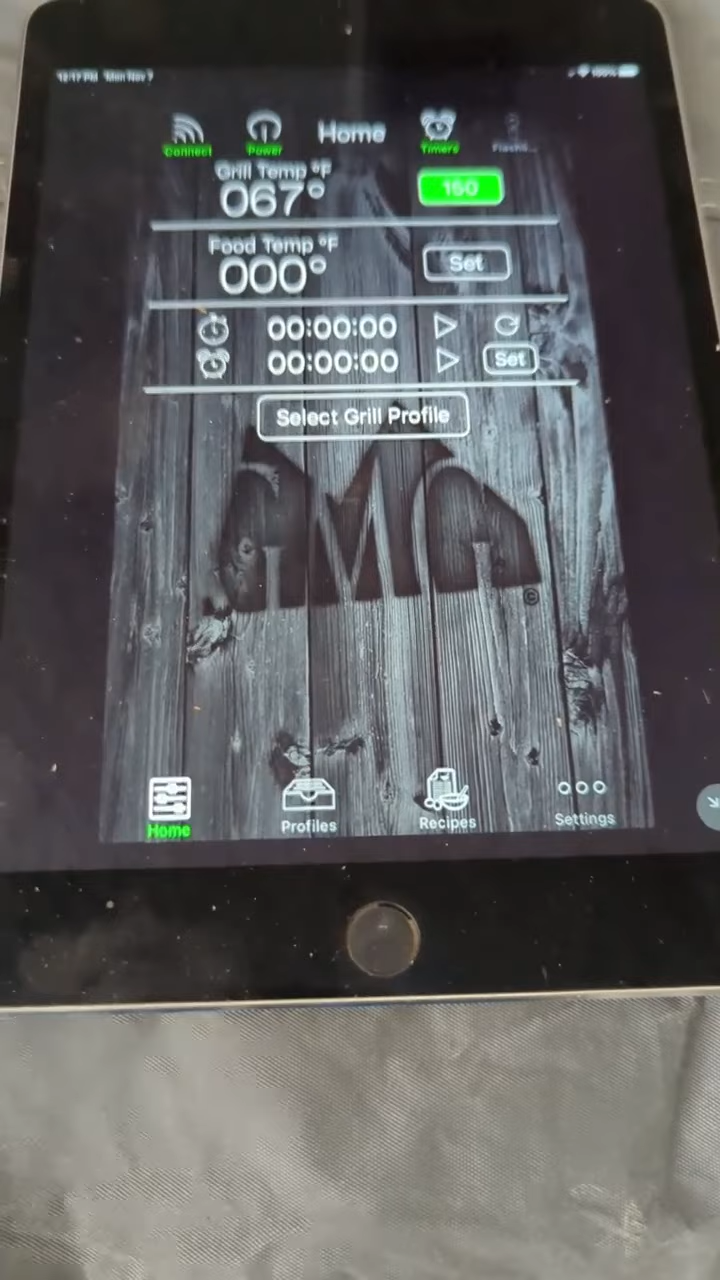 12:17 PM Mon Nov 7
100%
Home
Connect Power Timers
Grill Temp °F
067° 150
Food Temp °F
000° Set
00:00:00
00:00:00 Set
Select Grill Profile
GMG
©
Home Profiles Recipes Settings